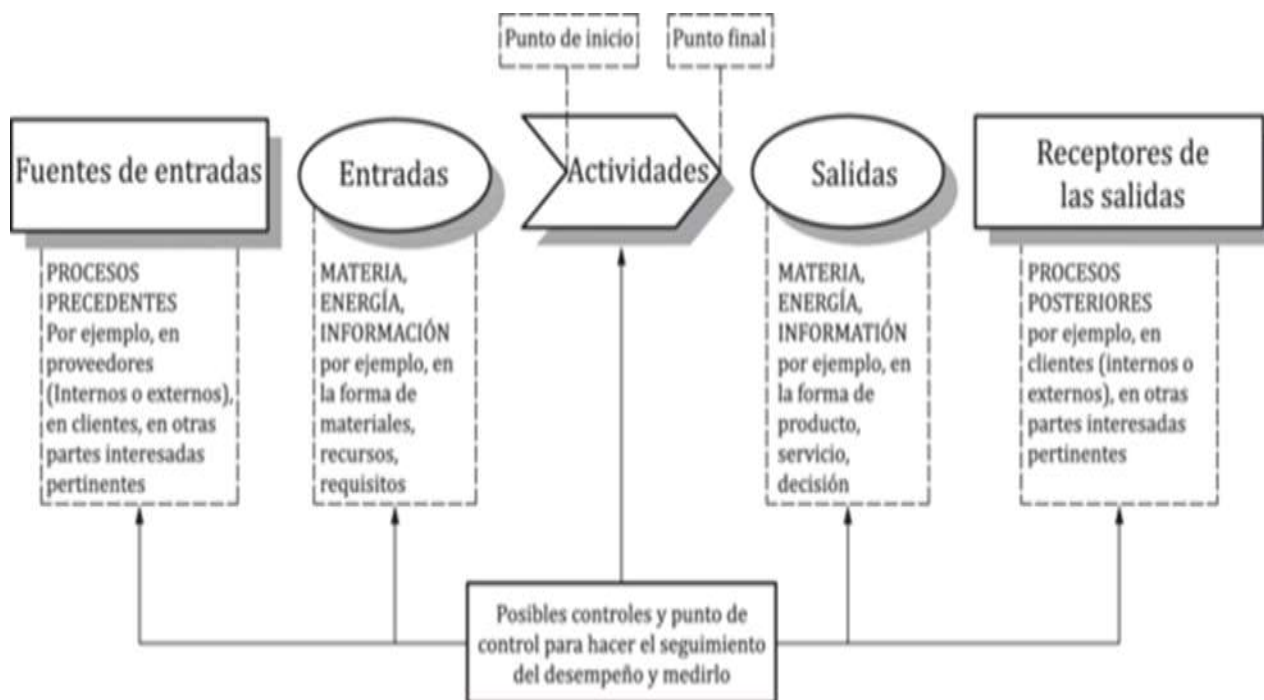 Punto de inicio
Punto final
Fuentes de entradas
Entradas
Actividades
Salidas
Receptores de
las salidas
PROCESOS
PRECEDENTES
Por ejemplo, en
proveedores
(Internos o externos),
en clientes, en otras
partes interesadas
pertinentes
MATERIA,
ENERGÍA,
INFORMACIÓN
por ejemplo, en
la forma de
materiales,
recursos,
requisitos
MATERIA,
ENERGÍA,
INFORMATIÓN
por ejemplo, en
la forma de
producto,
servicio,
decisión
PROCESOS
POSTERIORES
por ejemplo, en
clientes (internos o
externos), en otras
partes interesadas
pertinentes
Posibles controles y punto de
control para hacer el seguimiento
del desempeño y medirlo